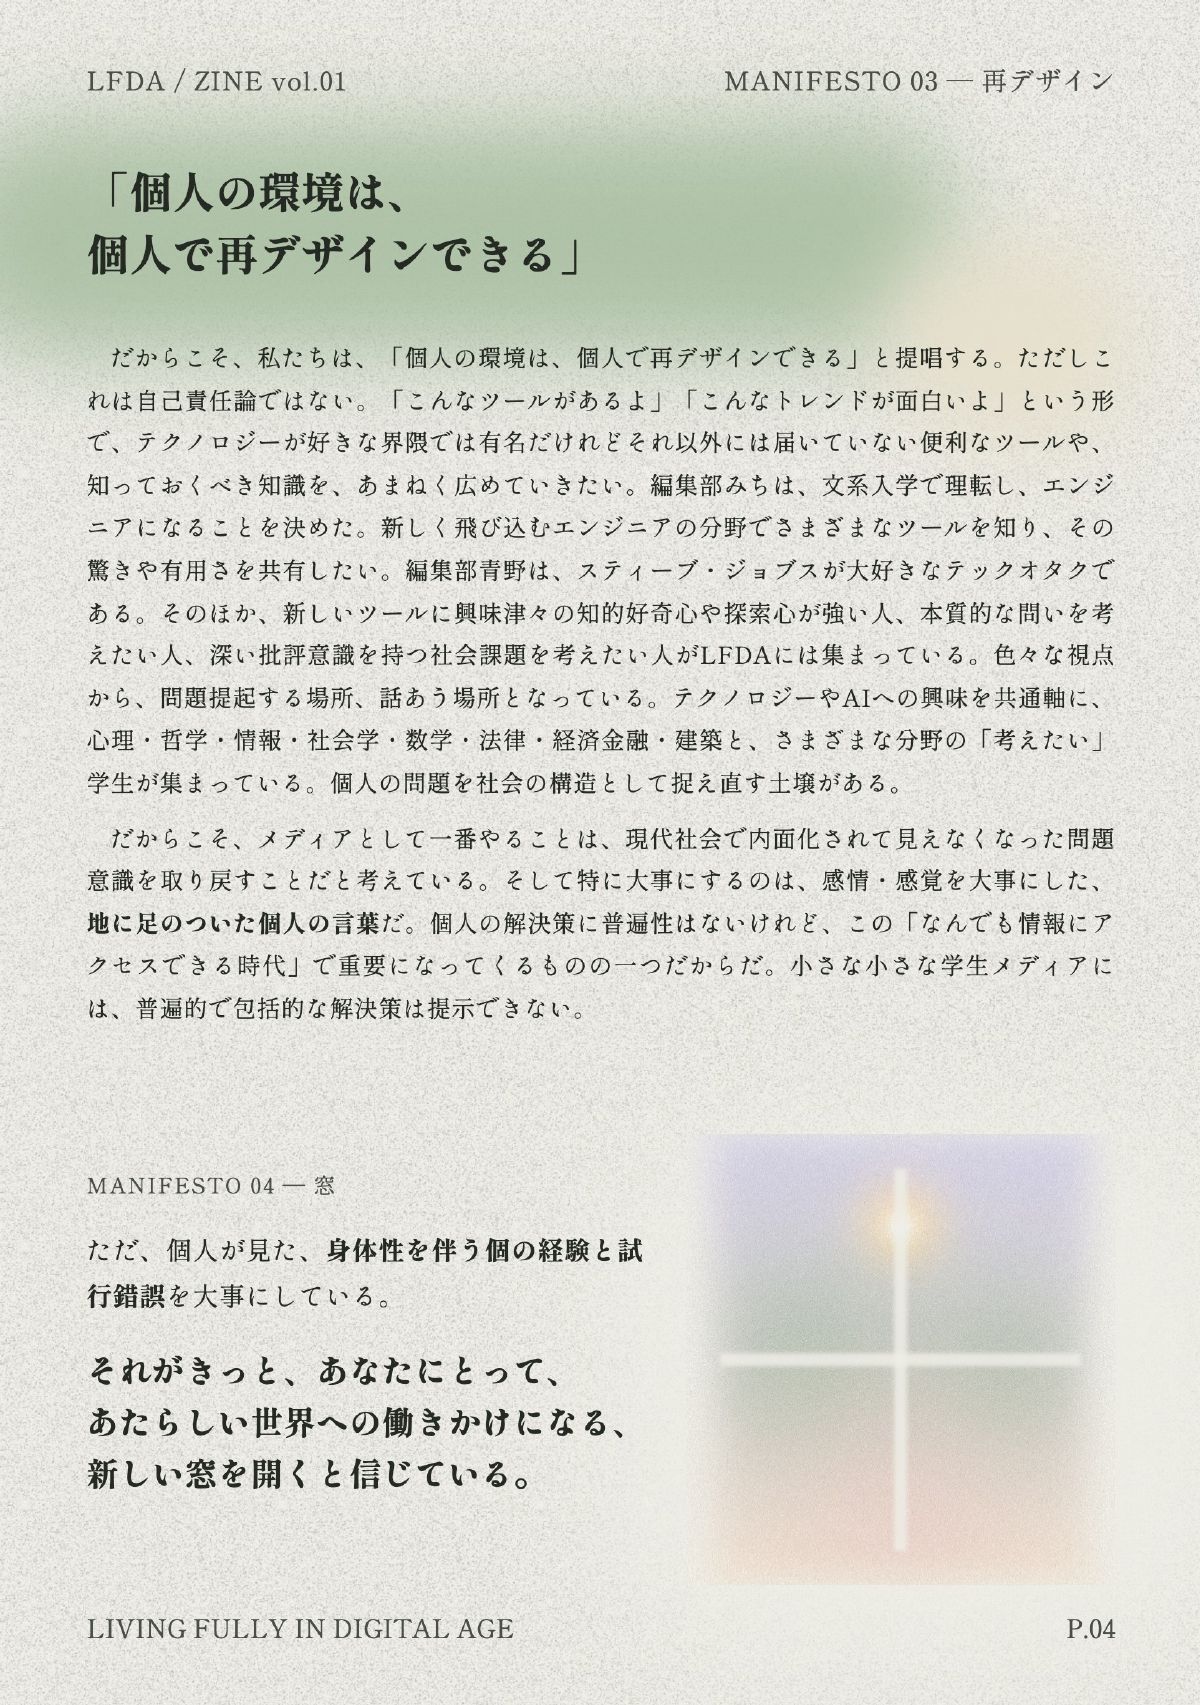 LFDA / ZINE vol.01
MANIFESTO 03 — 再デザイン
「個人の環境は、
個人で再デザインできる」
だからこそ、私たちは、「個人の環境は、個人で再デザインできる」と提唱する。ただしこ
れは自己責任論ではない。「こんなツールがあるよ」「こんなトレンドが面白いよ」という形
で、テクノロジーが好きな界隈では有名だけれどそれ以外には届いていない便利なツールや、
知っておくべき知識を、あまねく広めていきたい。編集部みちは、文系入学で理転し、エンジ
ニアになることを決めた。新しく飛び込むエンジニアの分野でさまざまなツールを知り、その
驚きや有用さを共有したい。編集部青野は、スティーブ・ジョブスが大好きなテックオタクで
ある。そのほか、新しいツールに興味津々の知的好奇心や探索心が強い人、本質的な問いを考
えたい人、深い批評意識を持つ社会課題を考えたい人がLFDAには集まっている。色々な視点
から、問題提起する場所、話あう場所となっている。テクノロジーやAIへの興味を共通軸に、
心理・哲学・情報・社会学・数学・法律・経済金融・建築と、さまざまな分野の「考えたい」
学生が集まっている。個人の問題を社会の構造として捉え直す土壌がある。
だからこそ、メディアとして一番やることは、現代社会で内面化されて見えなくなった問題
意識を取り戻すことだと考えている。そして特に大事にするのは、感情・感覚を大事にした、
地に足のついた個人の言葉だ。個人の解決策に普遍性はないけれど、この「なんでも情報にア
クセスできる時代」で重要になってくるものの一つだからだ。小さな小さな学生メディアに
は、普遍的で包括的な解決策は提示できない。
MANIFESTO 04 — 窓
ただ、個人が見た、身体性を伴う個の経験と試
行錯誤を大事にしている。
それがきっと、あなたにとって、
あたらしい世界への働きかけになる、
新しい窓を開くと信じている。
LIVING FULLY IN DIGITAL AGE
P.04